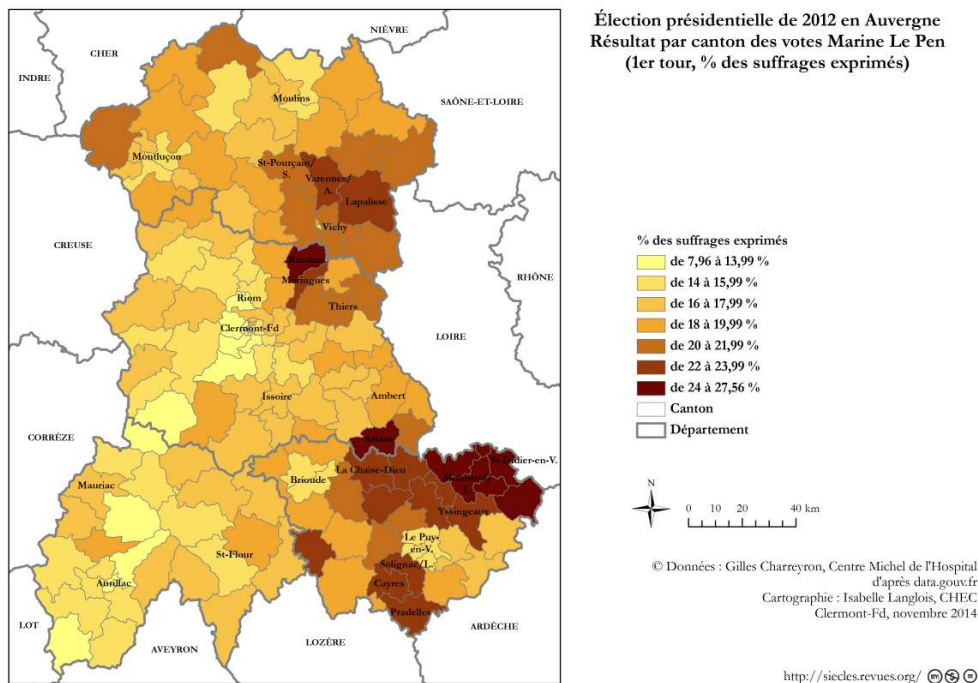 Élection présidentielle de 2012 en Auvergne
Résultat par canton des votes Marine Le Pen
(1er tour, % des suffrages exprimés)
NIÈVRE
CHER
INDRE
SAÔNE-ET-LOIRE
Moulins
Montluçon
St-Pourçain/
S.
Varennes/
A.
Lapalisse
Vichy
CREUSE
Randan
Maringues
RHÔNE
Riom
Thiers
Clermont-Fd
LOIRE
Issoire
Ambert
CORRÈZE
Arlanc
St-Didier-en-V.
La Chaise-Dieu
Mauriac
Brioude
Monistrol/
L.
Yssingeaux
Le Puy-
en-V.
St-Flour
Solignac/L.
Aurillac
Cayres
Pradelles
LOT
AVEYRON
LOZÈRE
ARDÈCHE
% des suffrages exprimés
de 7,96 à 13,99 %
de 14 à 15,99 %
de 16 à 17,99 %
de 18 à 19,99 %
de 20 à 21,99 %
de 22 à 23,99 %
de 24 à 27,56 %
Canton
Département
N
0 20 40 km
© Données : Gilles Charreyron, Centre Michel de l'Hospital
d'après data.gouv.fr
Cartographie : Isabelle Langlois, CHEC
Clermont-Fd, novembre 2014
http://siecles.revues.org/